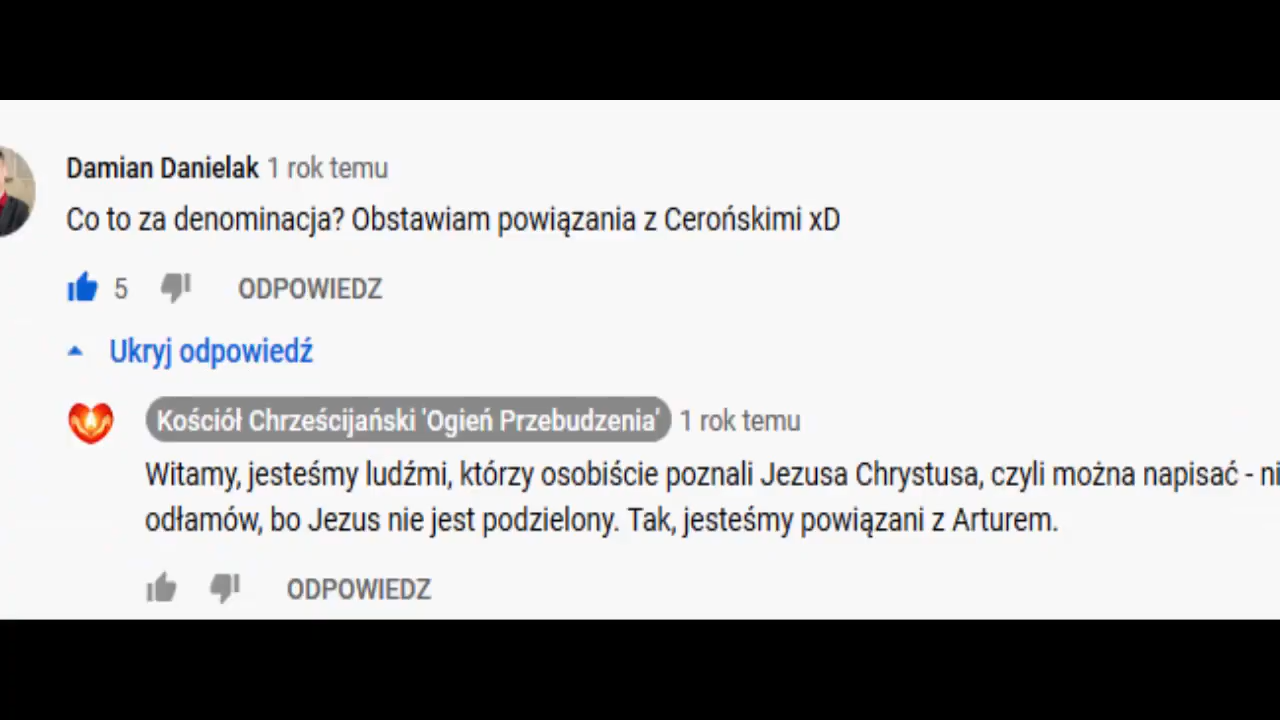 Damian Danielak 1 rok temu
Co to za denominacja? Obstawiam powiązania z Cerońskimi xD
5 ODPOWIEDZ
Ukryj odpowiedź
Kościół Chrześcijański 'Ogień Przebudzenia' 1 rok temu
Witamy, jesteśmy ludźmi, którzy osobiście poznali Jezusa Chrystusa, czyli można napisać -
odłamów, bo Jezus nie jest podzielony. Tak, jesteśmy powiązani z Arturem.
ODPOWIEDZ